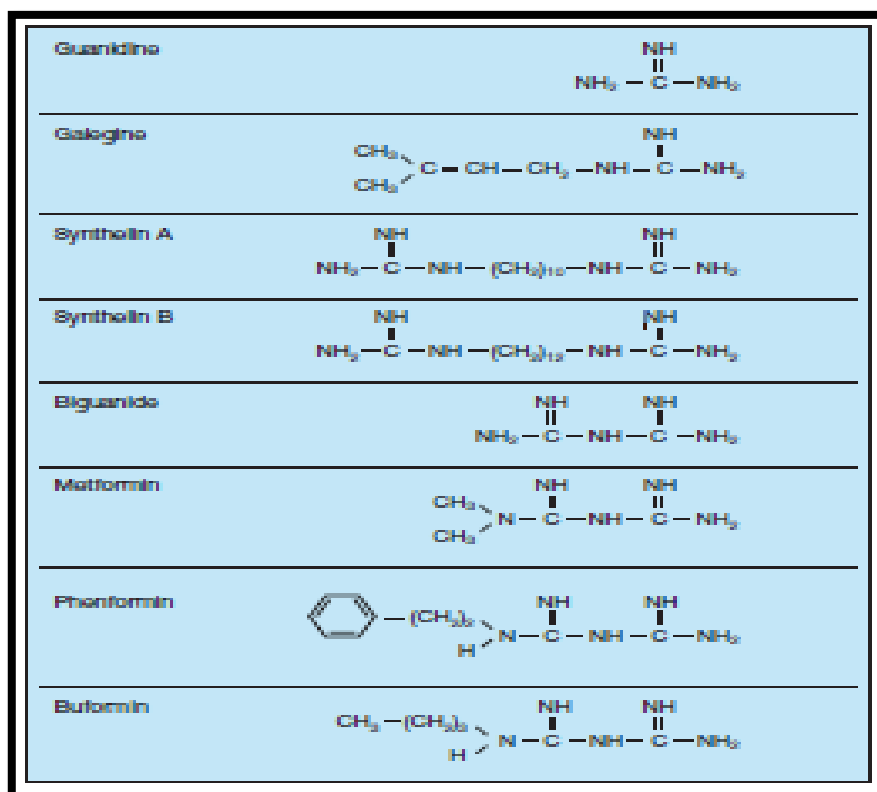 Guanidine
NH
NH₂ — C — NH₂
Galegine
NH
CH₃
C = CH — CH₂ — NH — C — NH₂
CH₃
Synthelin A
NH NH
NH₂ — C — NH — (CH₂)₁₀ — NH — C — NH₂
Synthelin B
NH NH
NH₂ — C — NH — (CH₂)₁₂ — NH — C — NH₂
Biguanide
NH NH
NH₂ — C — NH — C — NH₂
Metformin
NH NH
CH₃
N — C — NH — C — NH₂
CH₃
Phenformin
NH NH
— (CH₂)₂
N — C — NH — C — NH₂
H
Buformin
NH NH
CH₃ — (CH₂)₃
N — C — NH — C — NH₂
H